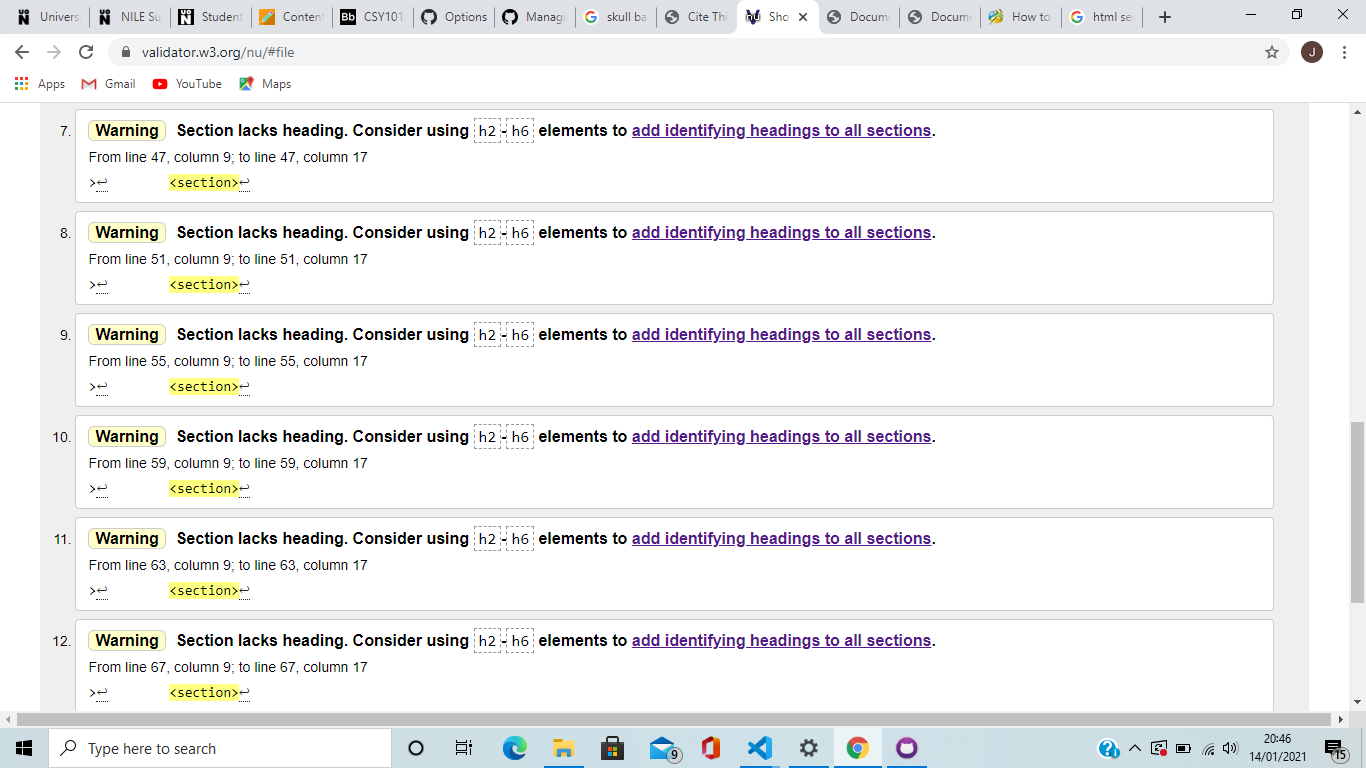 Univers NILE Su Student Content Bb CSY101 Options Managi skull ba Cite Thi Sho Docume Docume How to html se
validator.w3.org/nu/#file J
Apps Gmail YouTube Maps
7. Warning Section lacks heading. Consider using h2-h6 elements to add identifying headings to all sections.
From line 47, column 9; to line 47, column 17
>↩ <section>↩
8. Warning Section lacks heading. Consider using h2-h6 elements to add identifying headings to all sections.
From line 51, column 9; to line 51, column 17
>↩ <section>↩
9. Warning Section lacks heading. Consider using h2-h6 elements to add identifying headings to all sections.
From line 55, column 9; to line 55, column 17
>↩ <section>↩
10. Warning Section lacks heading. Consider using h2-h6 elements to add identifying headings to all sections.
From line 59, column 9; to line 59, column 17
>↩ <section>↩
11. Warning Section lacks heading. Consider using h2-h6 elements to add identifying headings to all sections.
From line 63, column 9; to line 63, column 17
>↩ <section>↩
12. Warning Section lacks heading. Consider using h2-h6 elements to add identifying headings to all sections.
From line 67, column 9; to line 67, column 17
>↩ <section>↩
Type here to search 9 20:46
14/01/2021 15